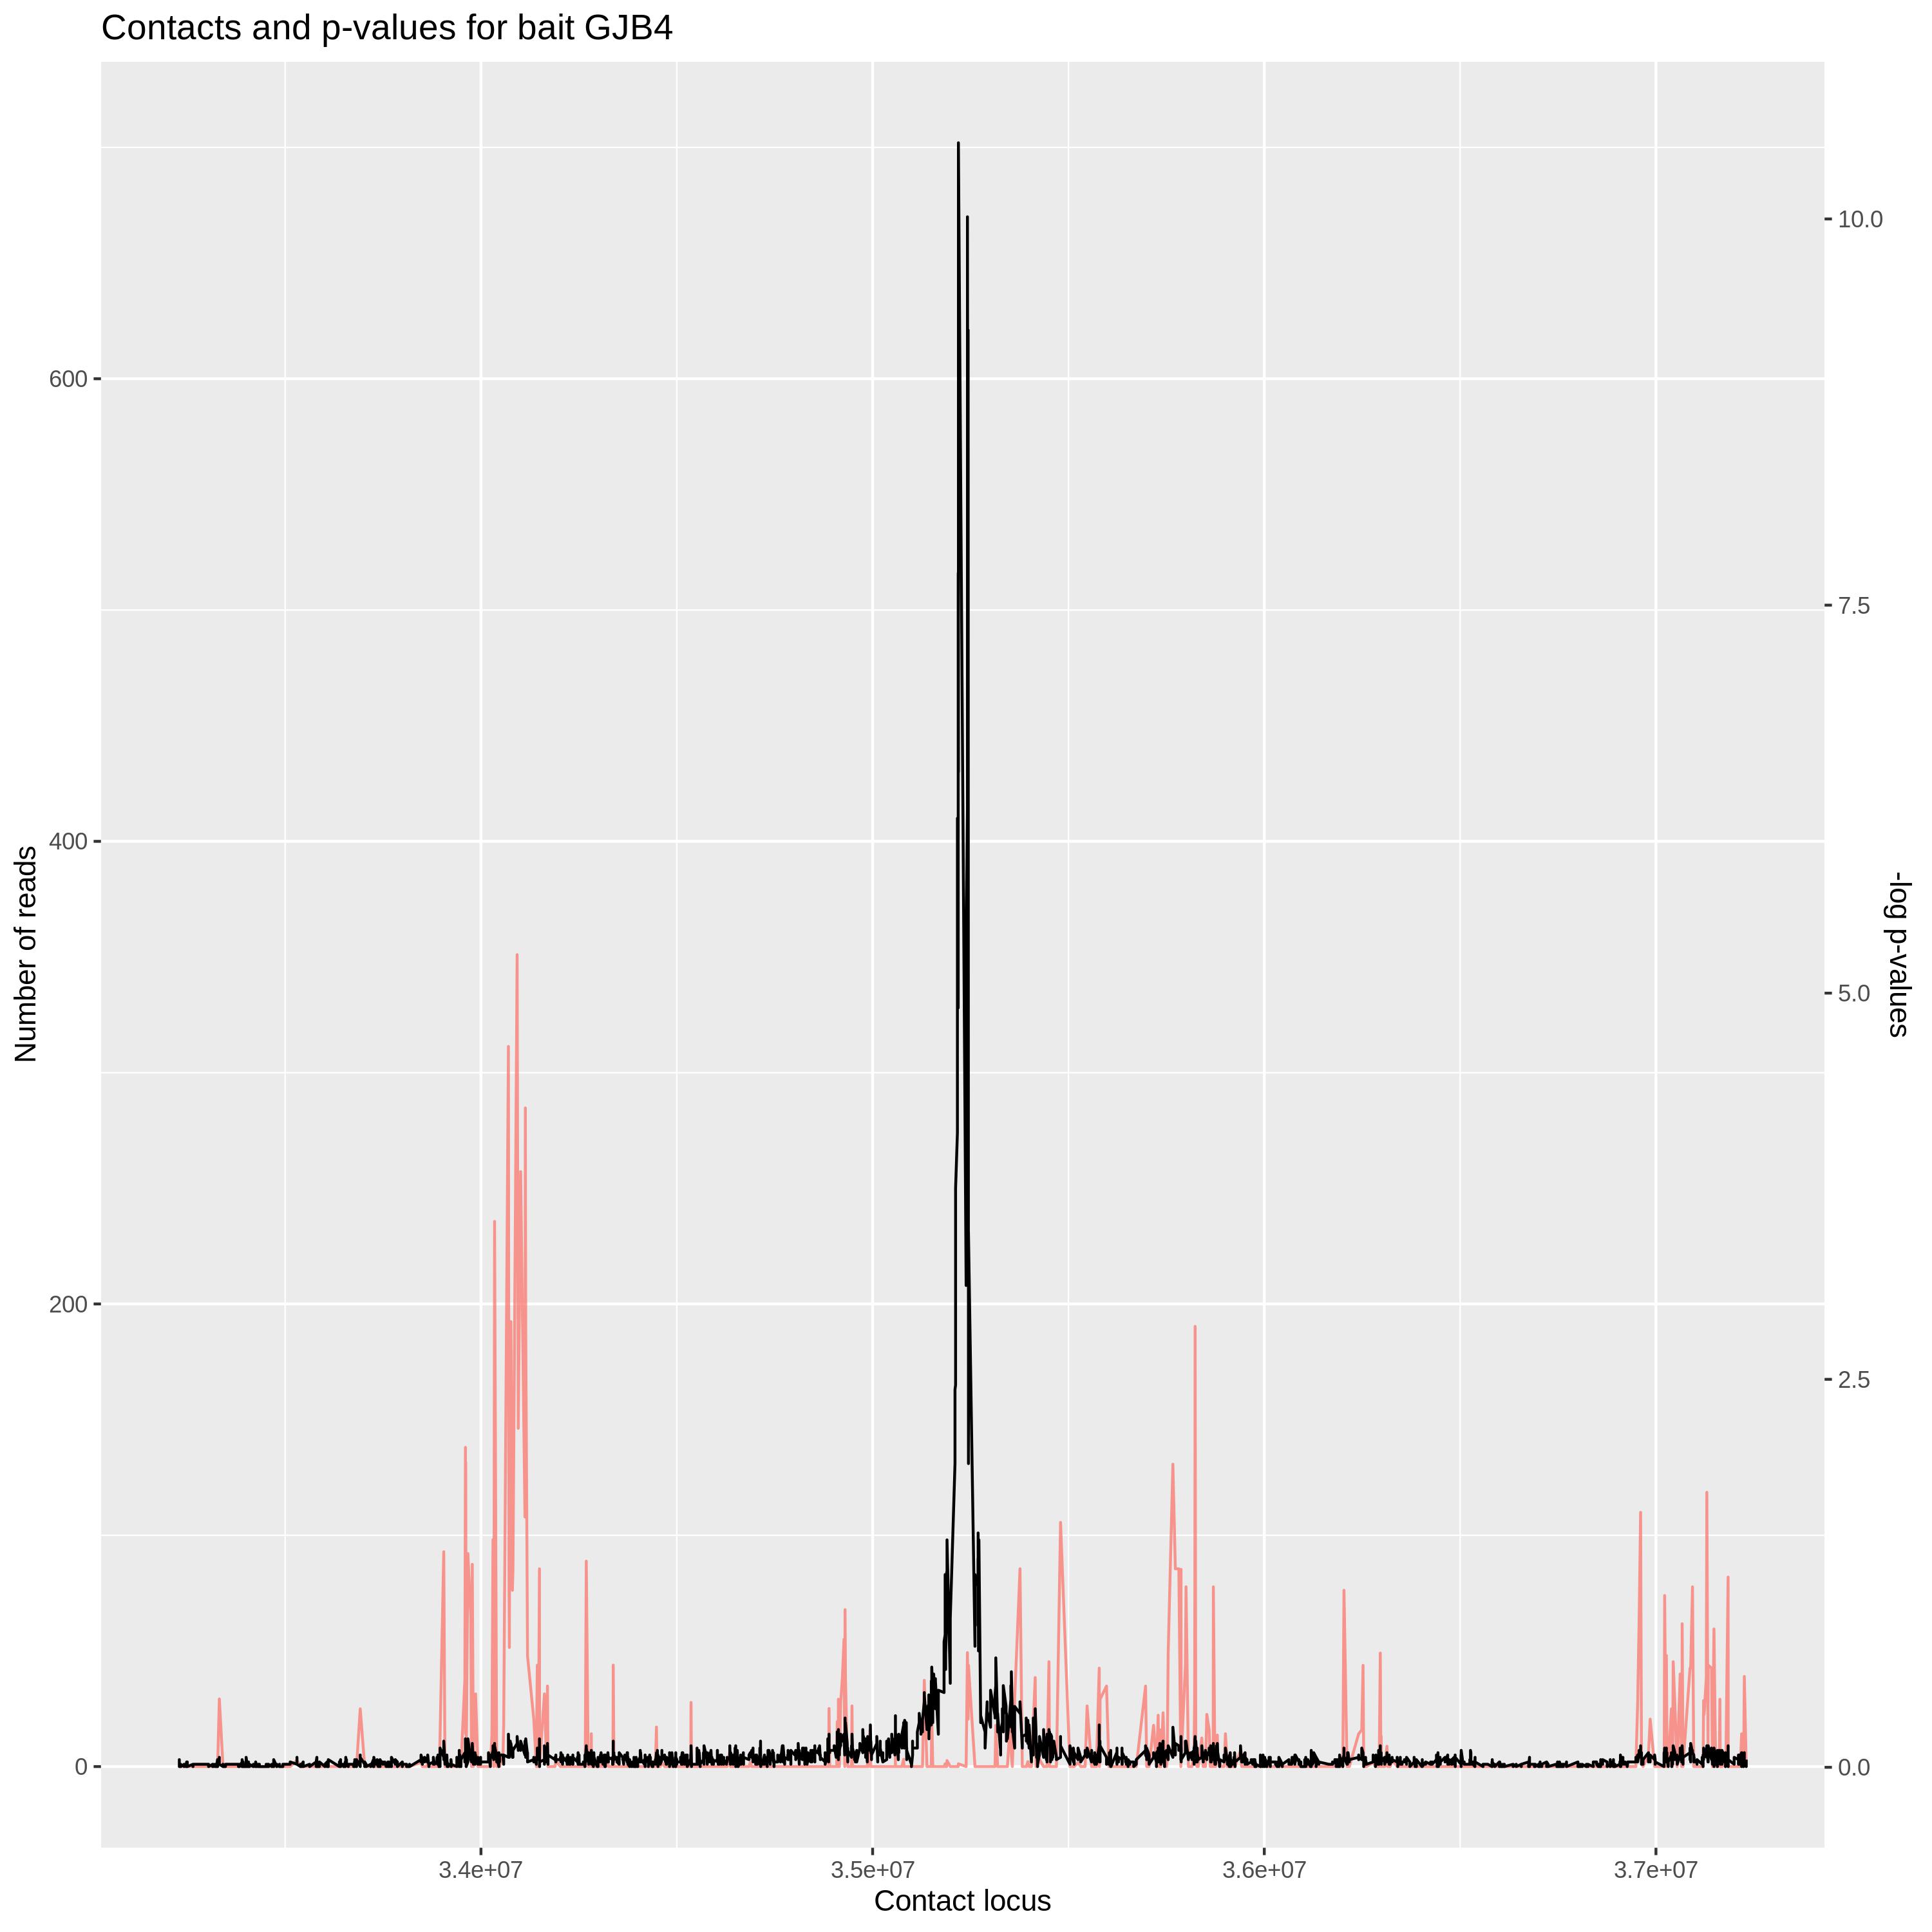 Contacts and p-values for bait GJB4
Number of reads
600
400
200
0
10.0
7.5
5.0
2.5
0.0
-log p-values
3.4e+07
3.5e+07
3.6e+07
3.7e+07
Contact locus